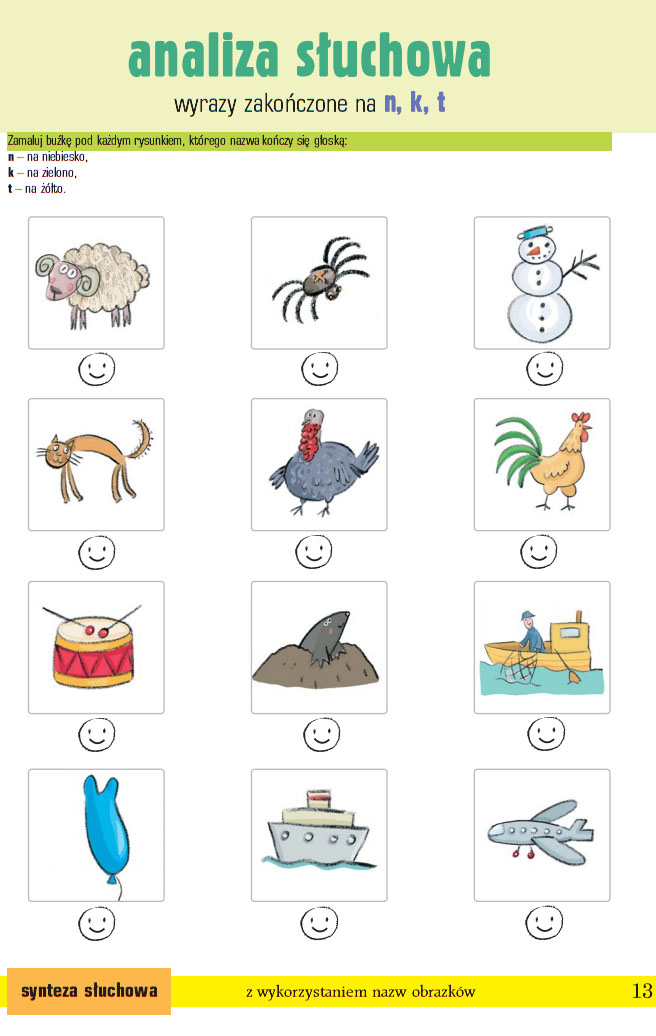 analiza słuchowa
wyrazy zakończone na n, k, t
Zamaluj buźkę pod każdym rysunkiem, którego nazwa kończy się głoską:
n – na niebiesko,
k – na zielono,
t – na żółto.
synteza słuchowa
z wykorzystaniem nazw obrazków
13